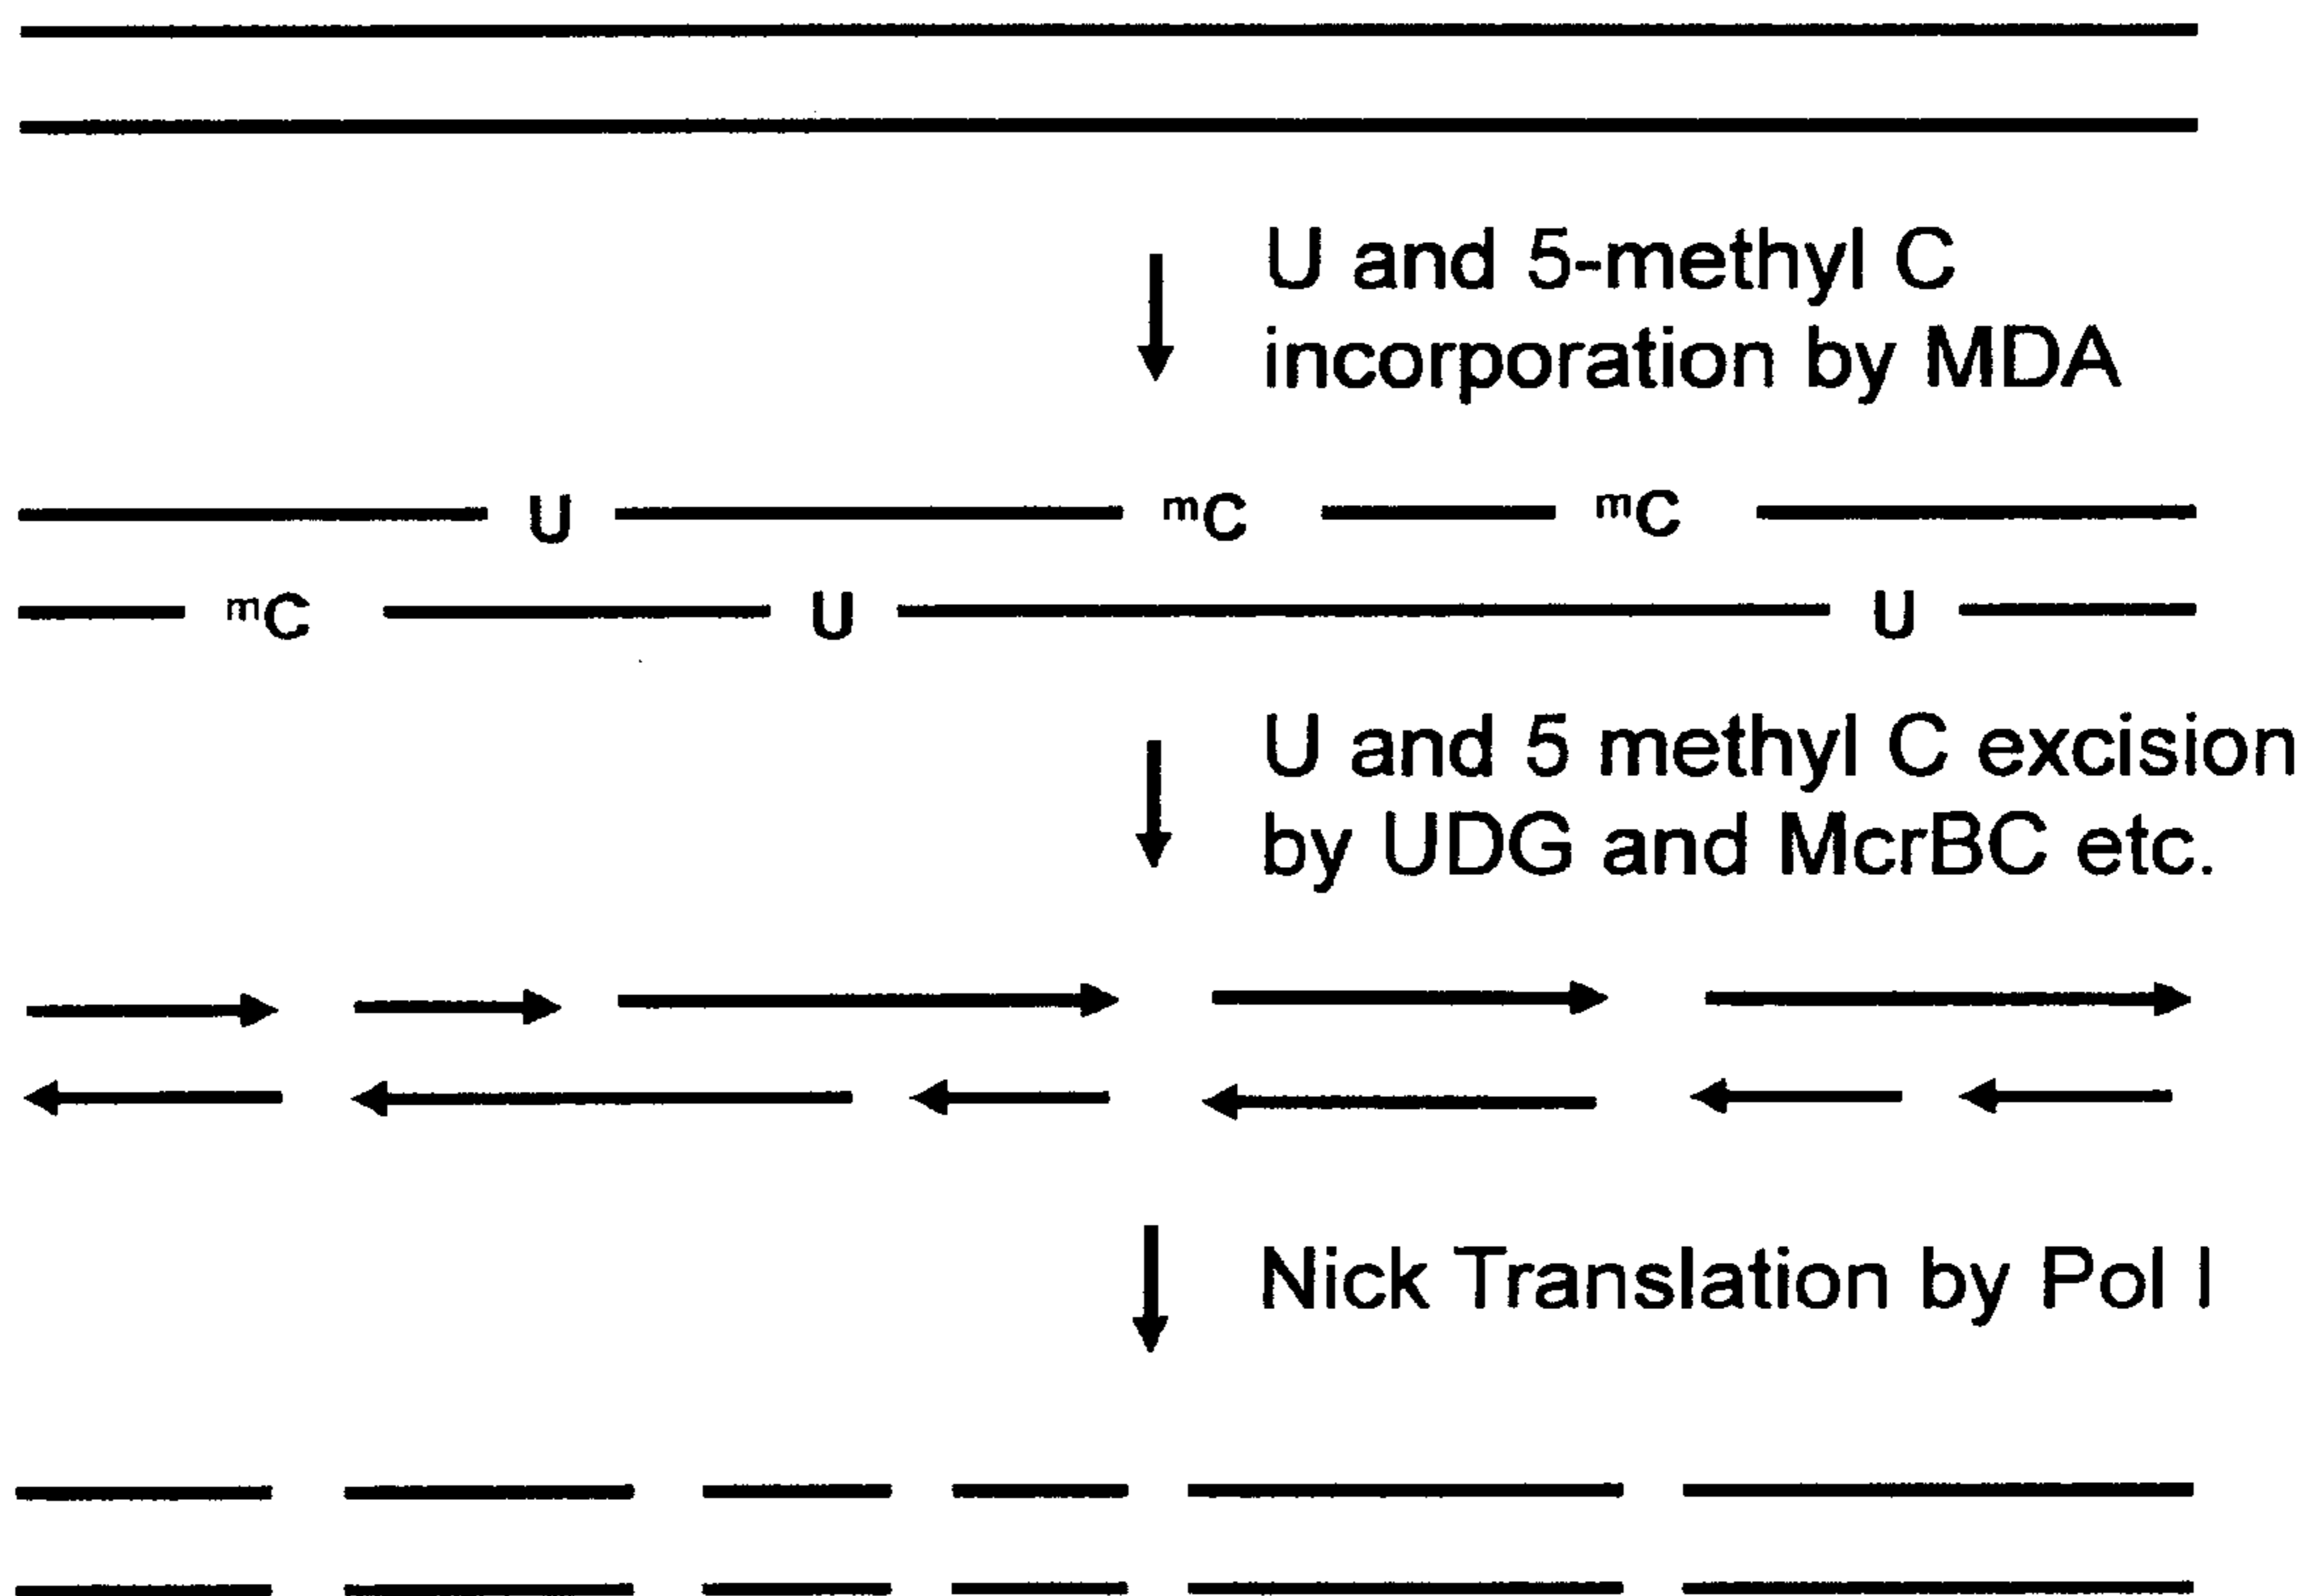 U and 5-methyl C
incorporation by MDA
U mC mC
mC U U
U and 5 methyl C excision
by UDG and McrBC etc.
Nick Translation by Pol I